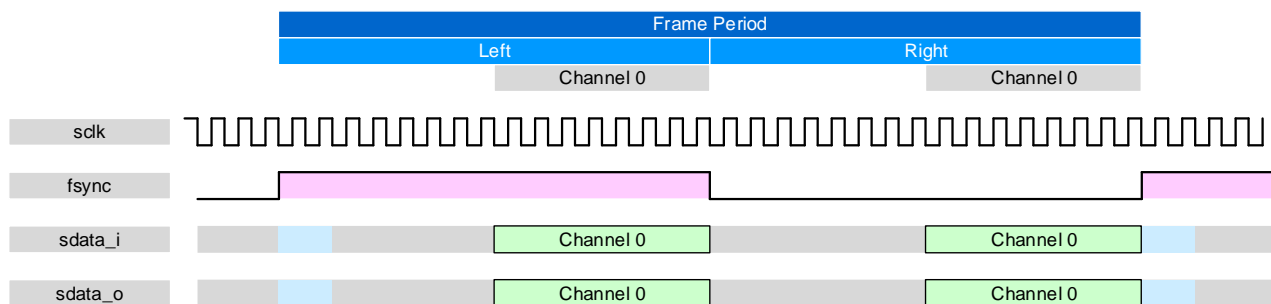 Frame Period
Left Right
Channel 0 Channel 0
sclk
fsync
sdata_i Channel 0 Channel 0
sdata_o Channel 0 Channel 0